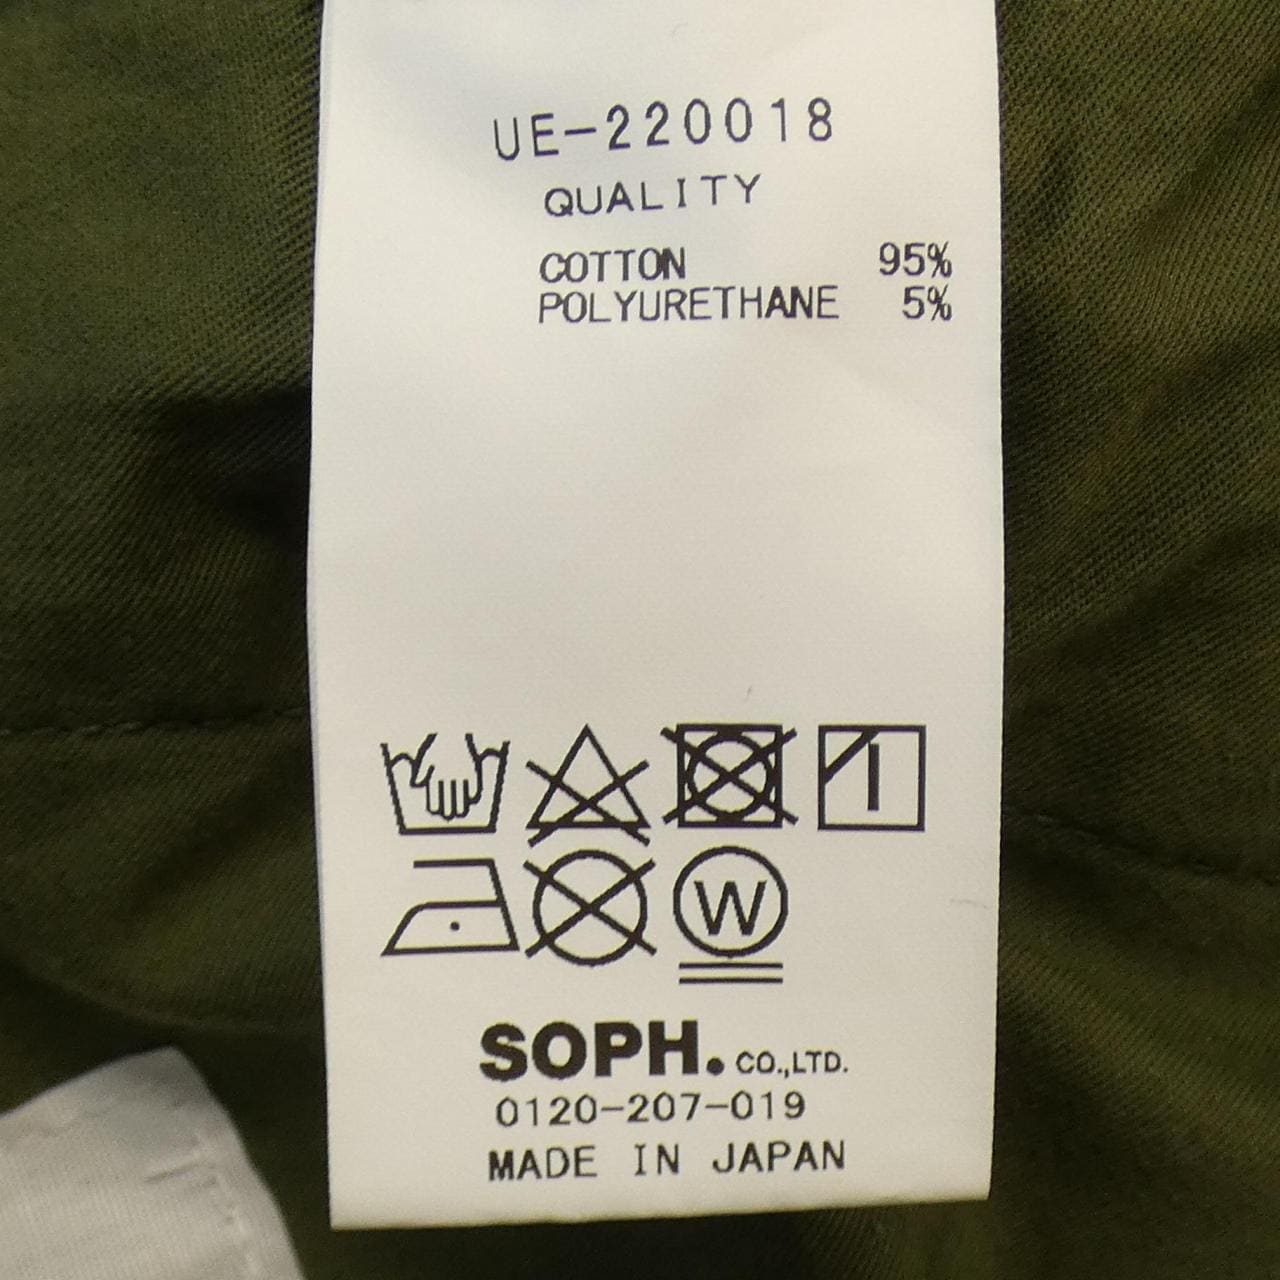 UE-220018
QUALITY
COTTON 95%
POLYURETHANE 5%
W
SOPH. CO.,LTD.
0120-207-019
MADE IN JAPAN